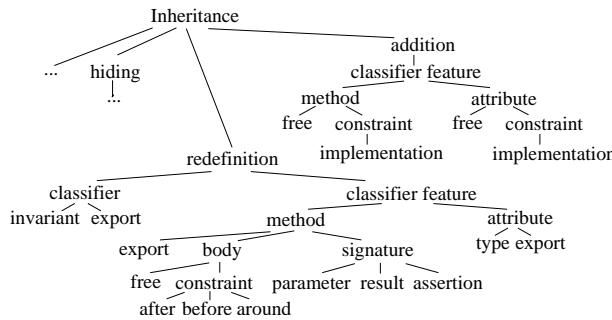 Inheritance
addition
... hiding classifier feature
... method attribute
free constraint free constraint
implementation implementation
redefinition
classifier classifier feature
invariant export method attribute
export body signature type export
free constraint parameter result assertion
after before around